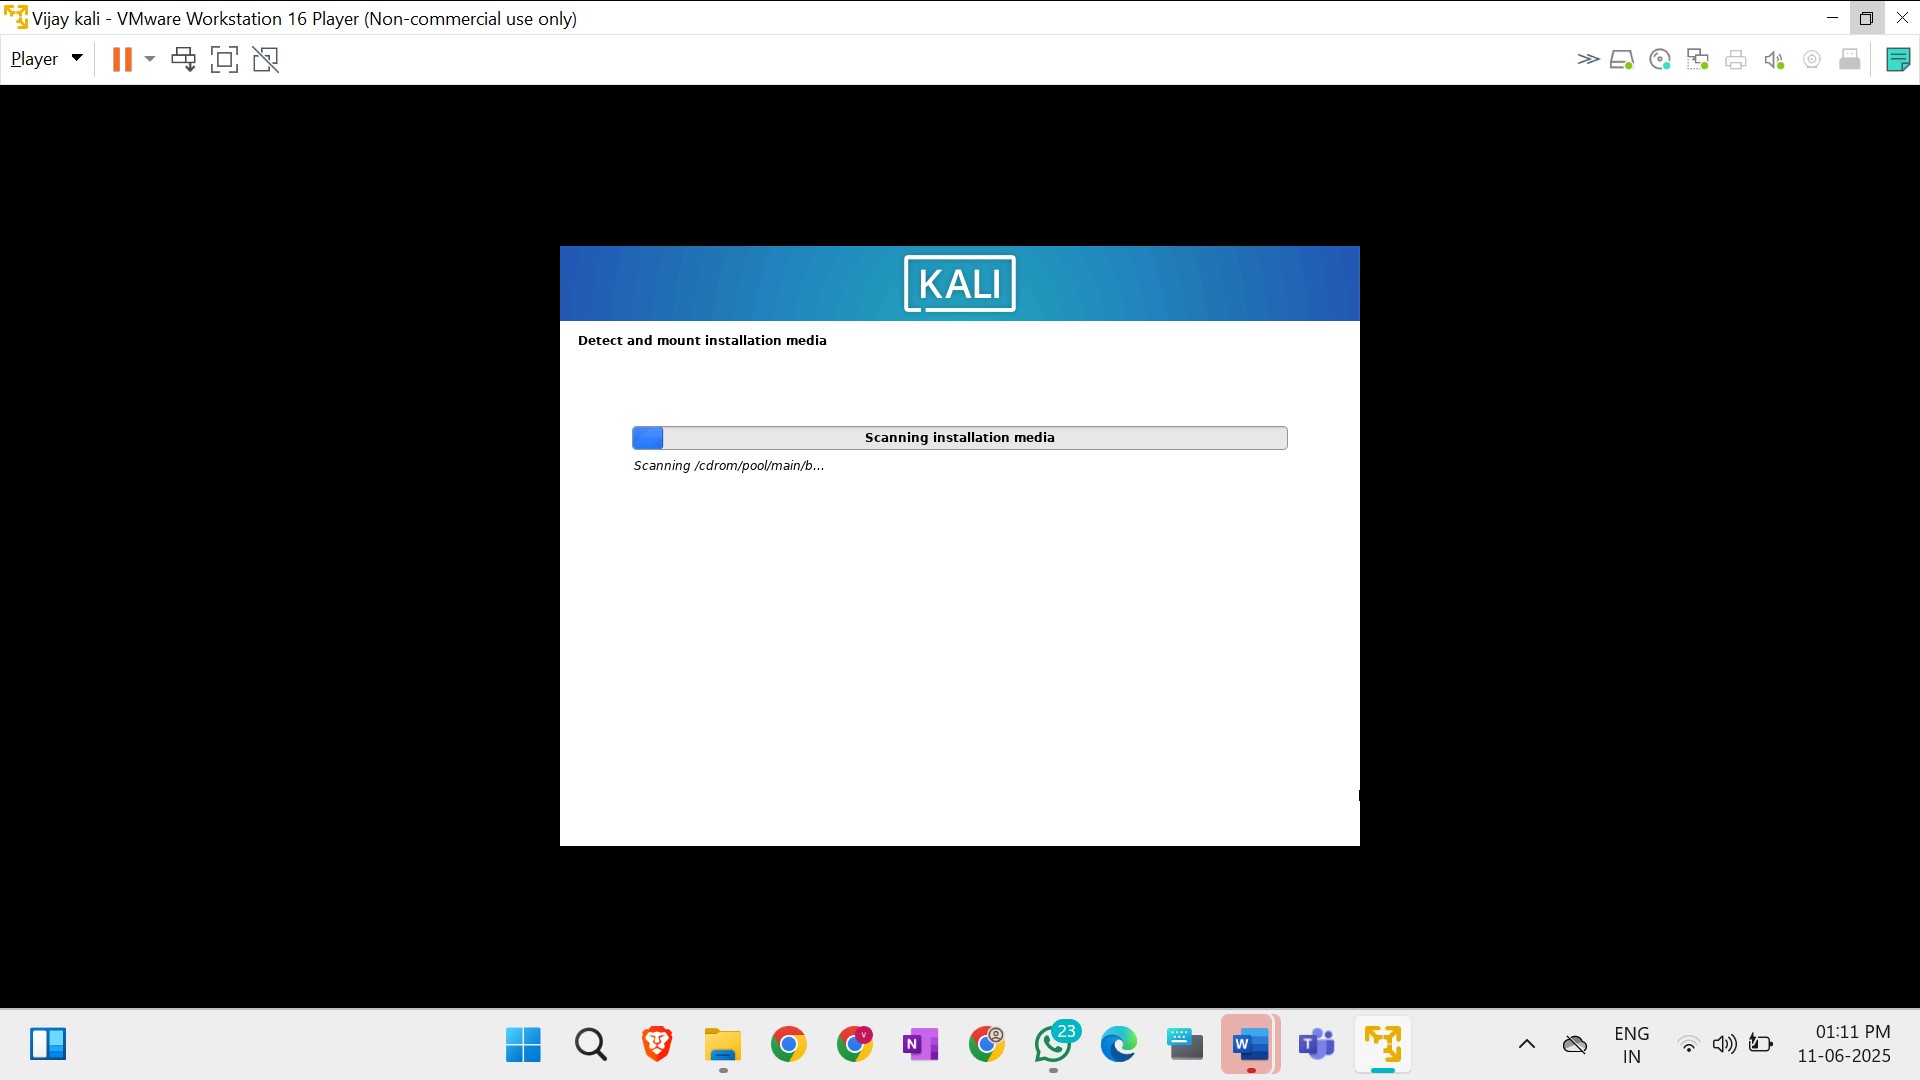 Vijay kali - VMware Workstation 16 Player (Non-commercial use only)
Player
KALI
Detect and mount installation media
Scanning installation media
Scanning /cdrom/pool/main/b...
V
N
23
W
T
ENG
IN
01:11 PM
11-06-2025